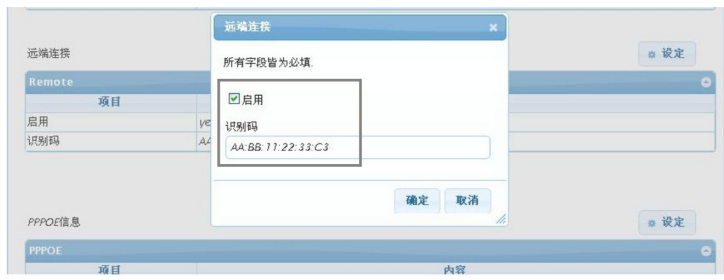 远端连接
所有字段皆为必填.
启用
识别码
AA:BB:11:22:33:C3
确定 取消
远端连接
设定
Remote
项目
启用 ye
识别码 AA
PPPOE信息
设定
PPPOE
项目 内容